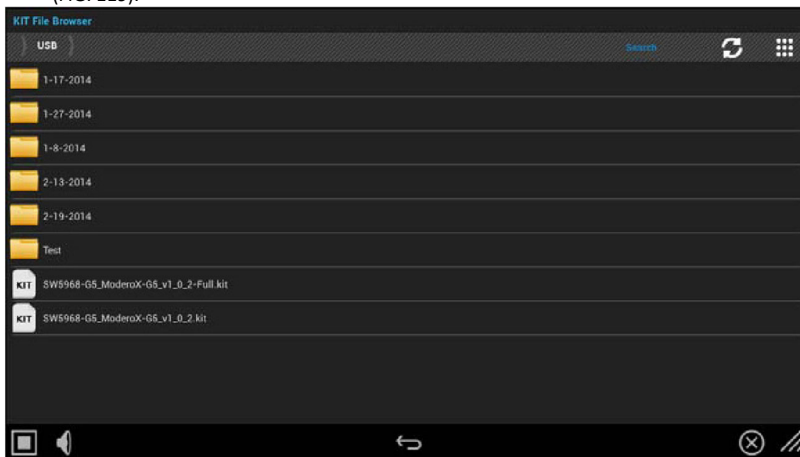 KIT File Browser
USB
Search
1-17-2014
1-27-2014
1-8-2014
2-13-2014
2-19-2014
Test
KIT SW5968-G5_ModeroX-G5_v1_0_2-Full.kit
KIT SW5968-G5_ModeroX-G5_v1_0_2.kit